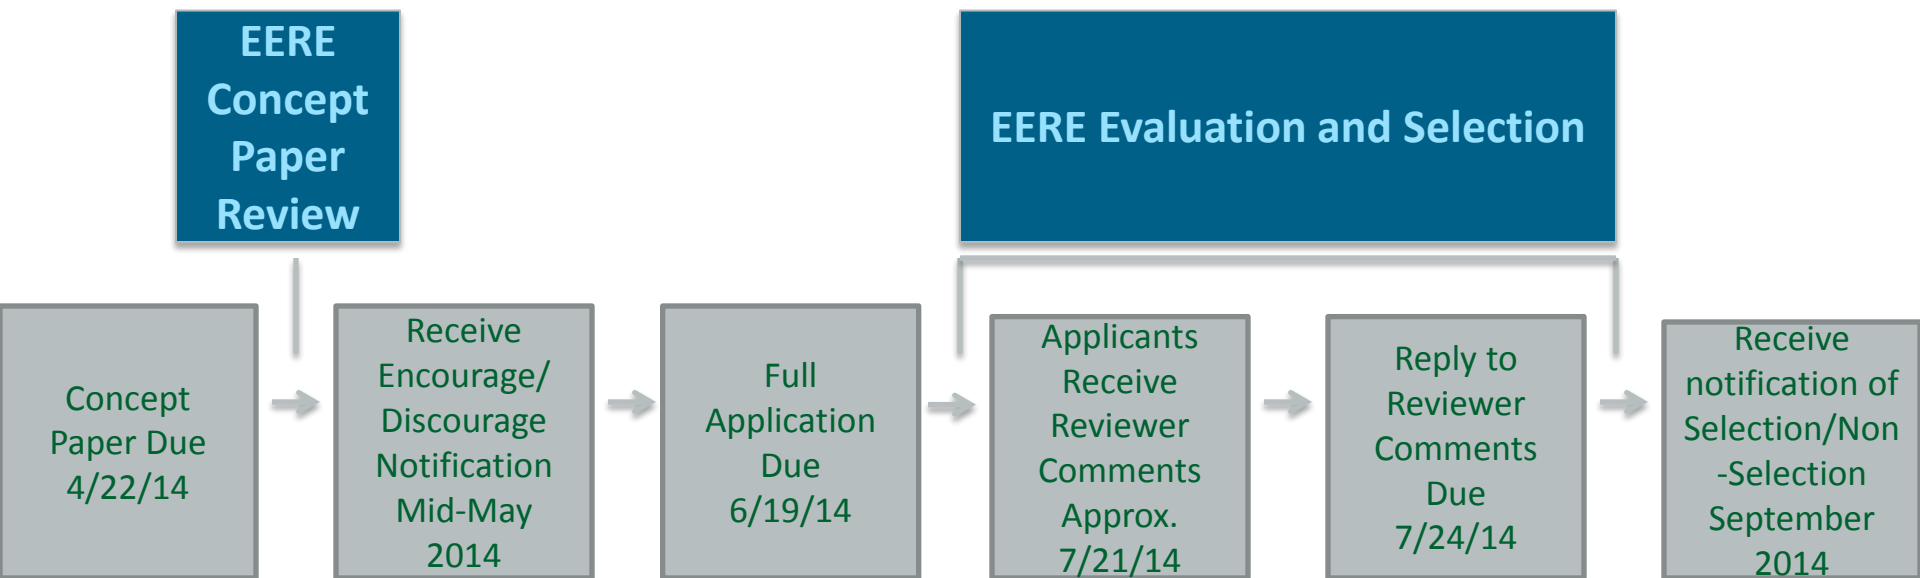 EERE
Concept
Paper
Review
EERE Evaluation and Selection
Concept
Paper Due
4/22/14
Receive
Encourage/
Discourage
Notification
Mid-May
2014
Full
Application
Due
6/19/14
Applicants
Receive
Reviewer
Comments
Approx.
7/21/14
Reply to
Reviewer
Comments
Due
7/24/14
Receive
notification of
Selection/Non
-Selection
September
2014